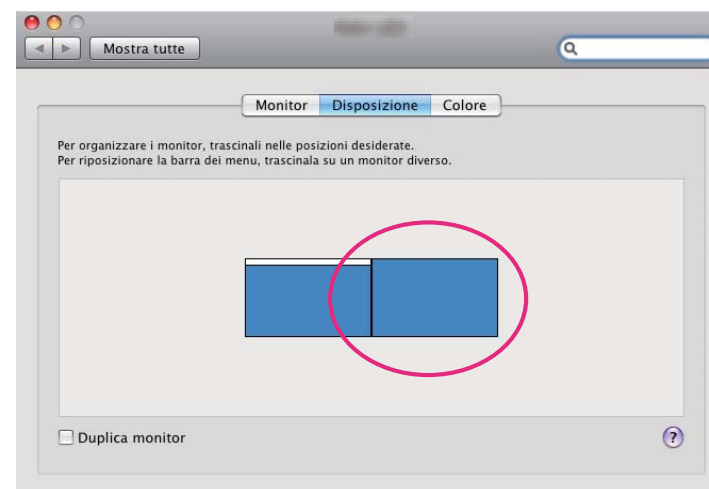 Mostra tutte
Monitor Disposizione Colore
Per organizzare i monitor, trascinali nelle posizioni desiderate.
Per riposizionare la barra dei menu, trascinala su un monitor diverso.
Duplica monitor
?